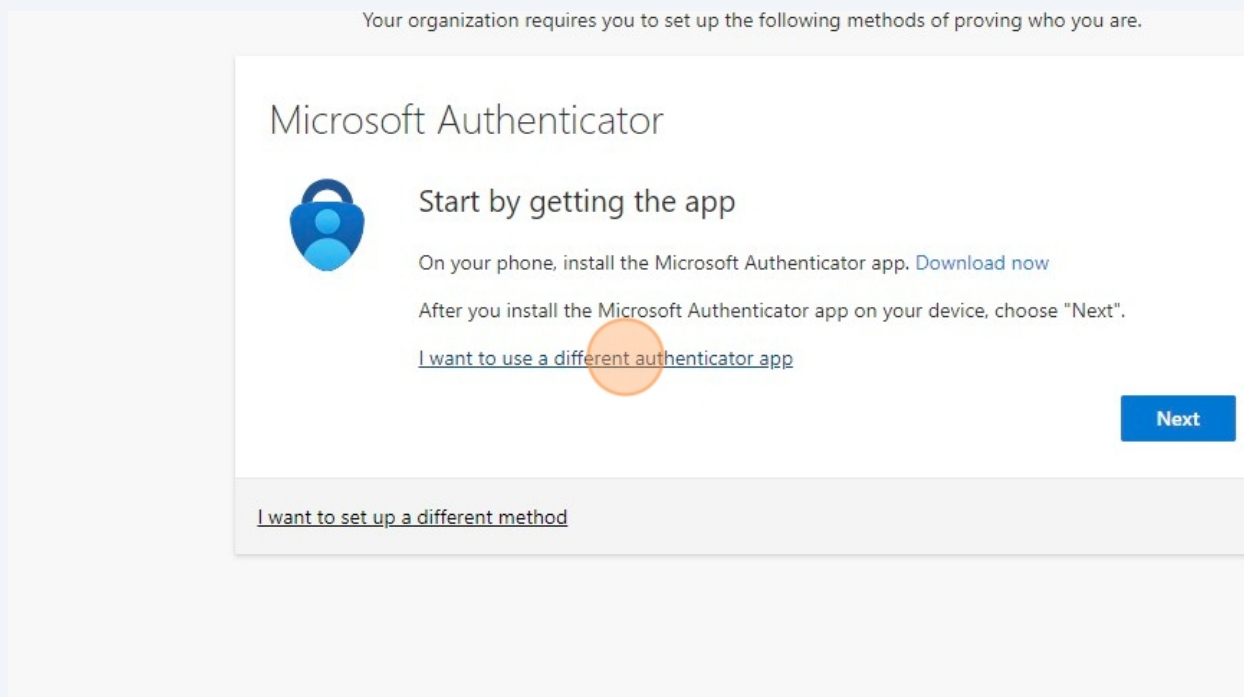 Your organization requires you to set up the following methods of proving who you are.
Microsoft Authenticator
Start by getting the app
On your phone, install the Microsoft Authenticator app. Download now
After you install the Microsoft Authenticator app on your device, choose "Next".
I want to use a different authenticator app
Next
I want to set up a different method